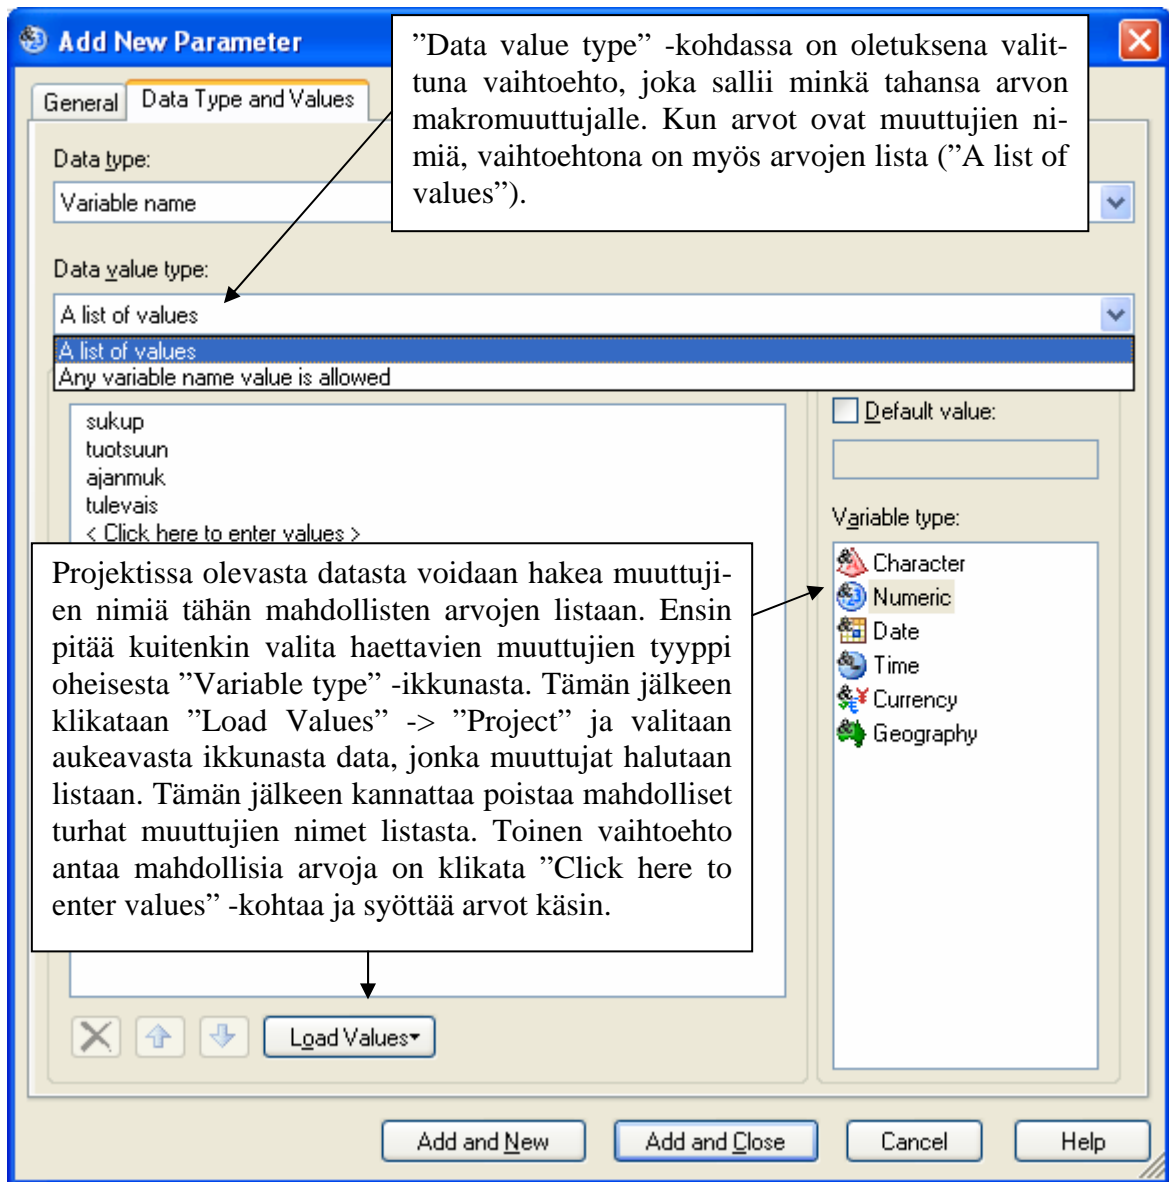 Add New Parameter
”Data value type” -kohdassa on oletuksena valit-
tuna vaihtoehto, joka sallii minkä tahansa arvon
makromuuttujalle. Kun arvot ovat muuttujien ni-
miä, vaihtoehtona on myös arvojen lista (”A list of
values”).
General
Data Type and Values
Data type:
Variable name
Data value type:
A list of values
A list of values
Any variable name value is allowed
sukup
tuotsuun
ajanmuk
tulevais
< Click here to enter values >
Default value:
Variable type:
Character
Numeric
Date
Time
Currency
Geography
Projektissa olevasta datasta voidaan hakea muuttuji-
en nimiä tähän mahdollisten arvojen listaan. Ensin
pitää kuitenkin valita haettavien muuttujien tyyppi
oheisesta ”Variable type” -ikkunasta. Tämän jälkeen
klikataan ”Load Values” -> ”Project” ja valitaan
aukeavasta ikkunasta data, jonka muuttujat halutaan
listaan. Tämän jälkeen kannattaa poistaa mahdolliset
turhat muuttujien nimet listasta. Toinen vaihtoehto
antaa mahdollisia arvoja on klikata ”Click here to
enter values” -kohtaa ja syöttää arvot käsin.
Load Values
Add and New
Add and Close
Cancel
Help